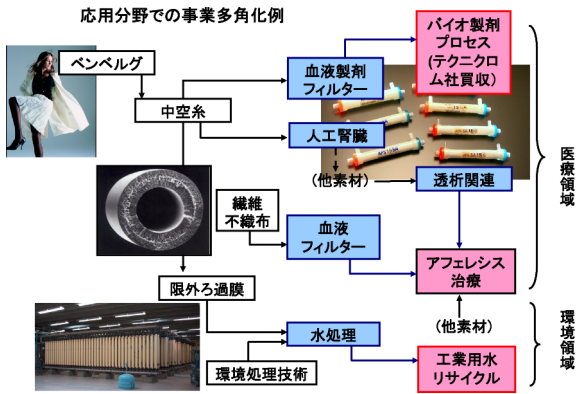 応用分野での事業多角化例
ベンベルグ
中空糸
血液製剤
フィルター
バイオ製剤
プロセス
(テクニクロ
ム社買収)
人工腎臓
(他素材)
透析関連
繊維
不織布
血液
フィルター
アフェレシス
治療
限外ろ過膜
(他素材)
水処理
環境処理技術
工業用水
リサイクル
医療領域
環境領域